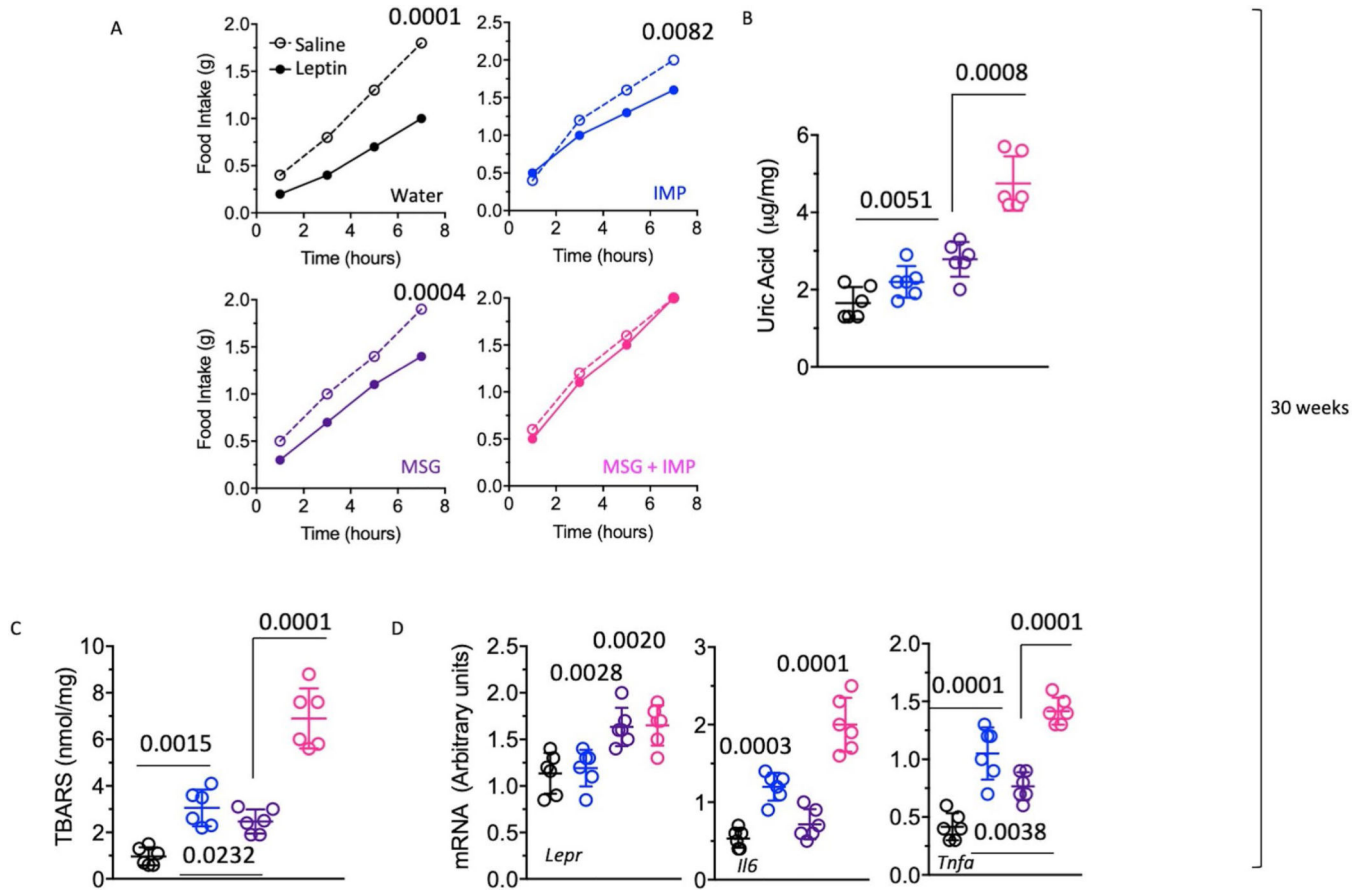 A
0.0001
Saline
Leptin
Food Intake (g)
2.0
1.5
1.0
0.5
0.0
Water
0 2 4 6 8
Time (hours)
0.0082
2.5
2.0
1.5
1.0
0.5
0.0
IMP
0 2 4 6 8
Time (hours)
0.0004
Food Intake (g)
2.0
1.5
1.0
0.5
0.0
MSG
0 2 4 6 8
Time (hours)
2.0
1.5
1.0
0.5
0.0
MSG + IMP
0 2 4 6 8
Time (hours)
B
0.0008
0.0051
Uric Acid (µg/mg)
6
4
2
0
30 weeks
C
0.0001
0.0015
0.0232
TBARS (nmol/mg)
10
8
6
4
2
0
D
0.0020
0.0028
mRNA (Arbitrary units)
2.5
2.0
1.5
1.0
0.5
0.0
Lepr
0.0001
0.0003
3
2
1
0
Il6
0.0001
0.0001
0.0038
2.0
1.5
1.0
0.5
0.0
Tnfa